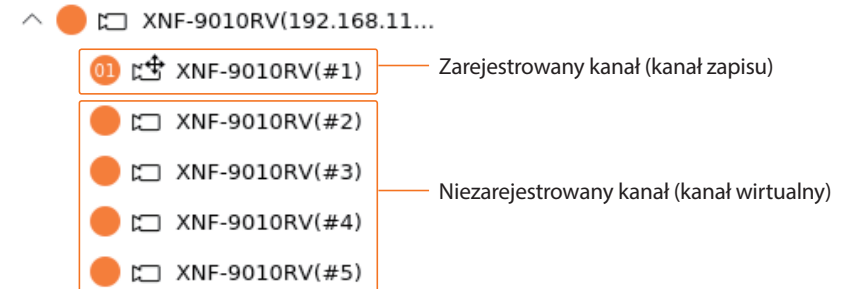 XNF-9010RV(192.168.11...
01 XNF-9010RV(#1) Zarejestrowany kanał (kanał zapisu)
XNF-9010RV(#2)
XNF-9010RV(#3)
Niezarejestrowany kanał (kanał wirtualny)
XNF-9010RV(#4)
XNF-9010RV(#5)